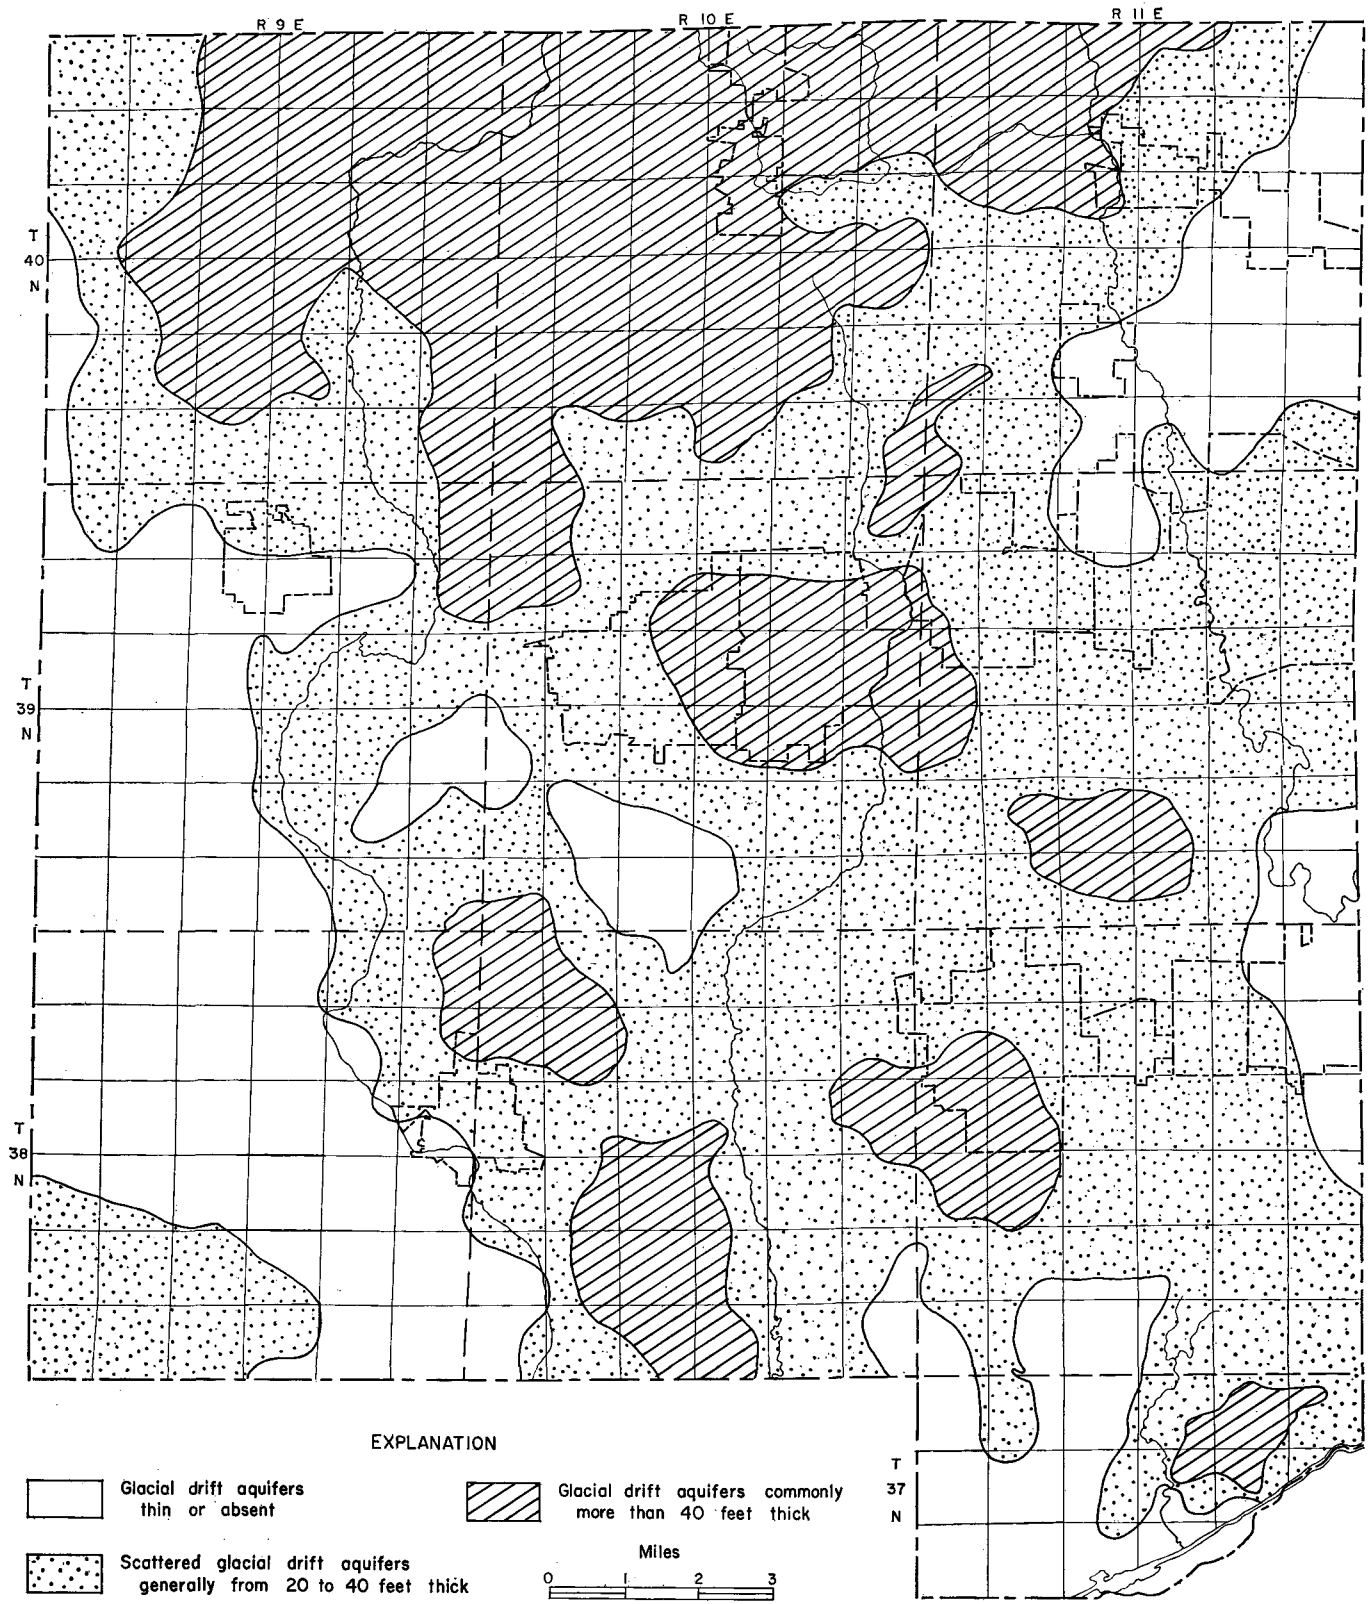 R 9 E
R 10 E
R 11 E
T
40
N
T
39
N
T
38
N
EXPLANATION
Glacial drift aquifers
thin or absent
Glacial drift aquifers commonly
more than 40 feet thick
Scattered glacial drift aquifers
generally from 20 to 40 feet thick
Miles
0 1 2 3
T
37
N